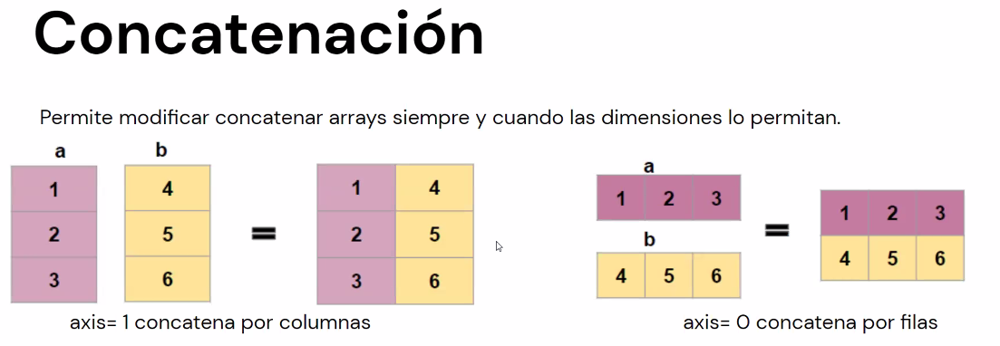 Concatenación
Permite modificar concatenar arrays siempre y cuando las dimensiones lo permitan.
a b
1 4
2 5
3 6
=
1 4
2 5
3 6
axis= 1 concatena por columnas
a
1 2 3
b
4 5 6
=
1 2 3
4 5 6
axis= 0 concatena por filas